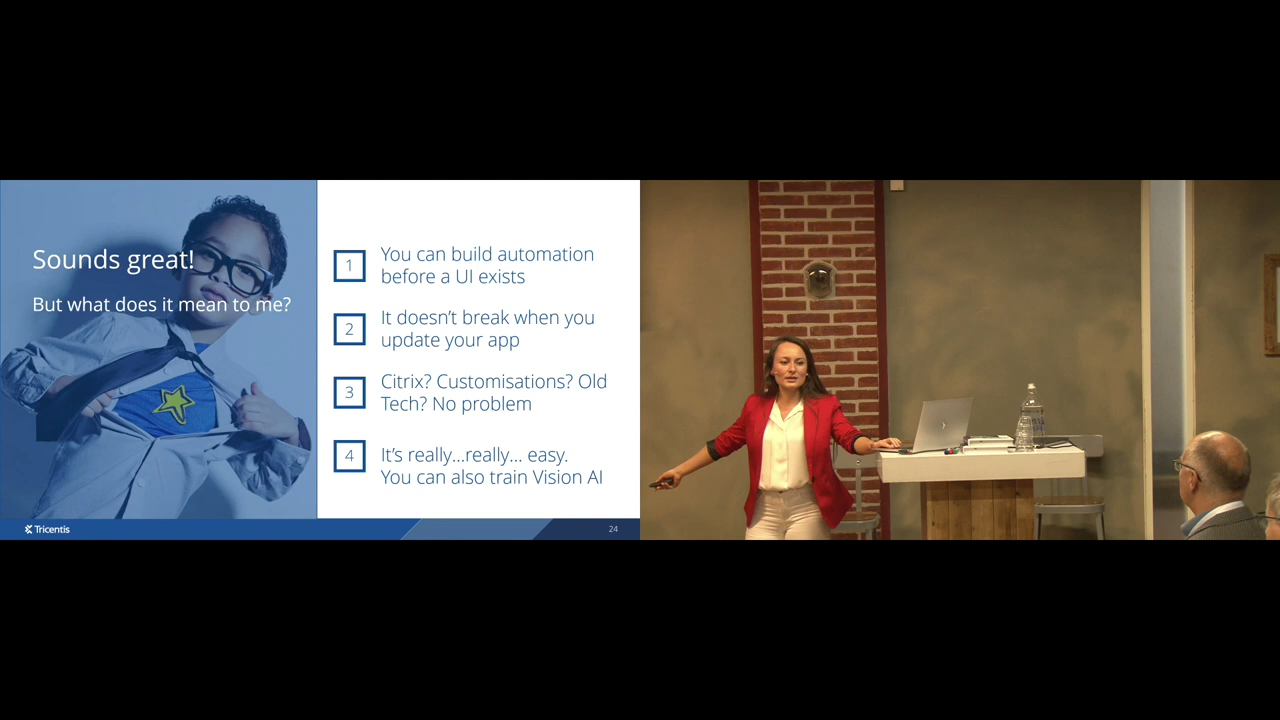 Sounds great!
But what does it mean to me?
1
You can build automation
before a UI exists
2
It doesn’t break when you
update your app
3
Citrix? Customisations? Old
Tech? No problem
4
It’s really...really... easy.
You can also train Vision AI
Tricentis
24